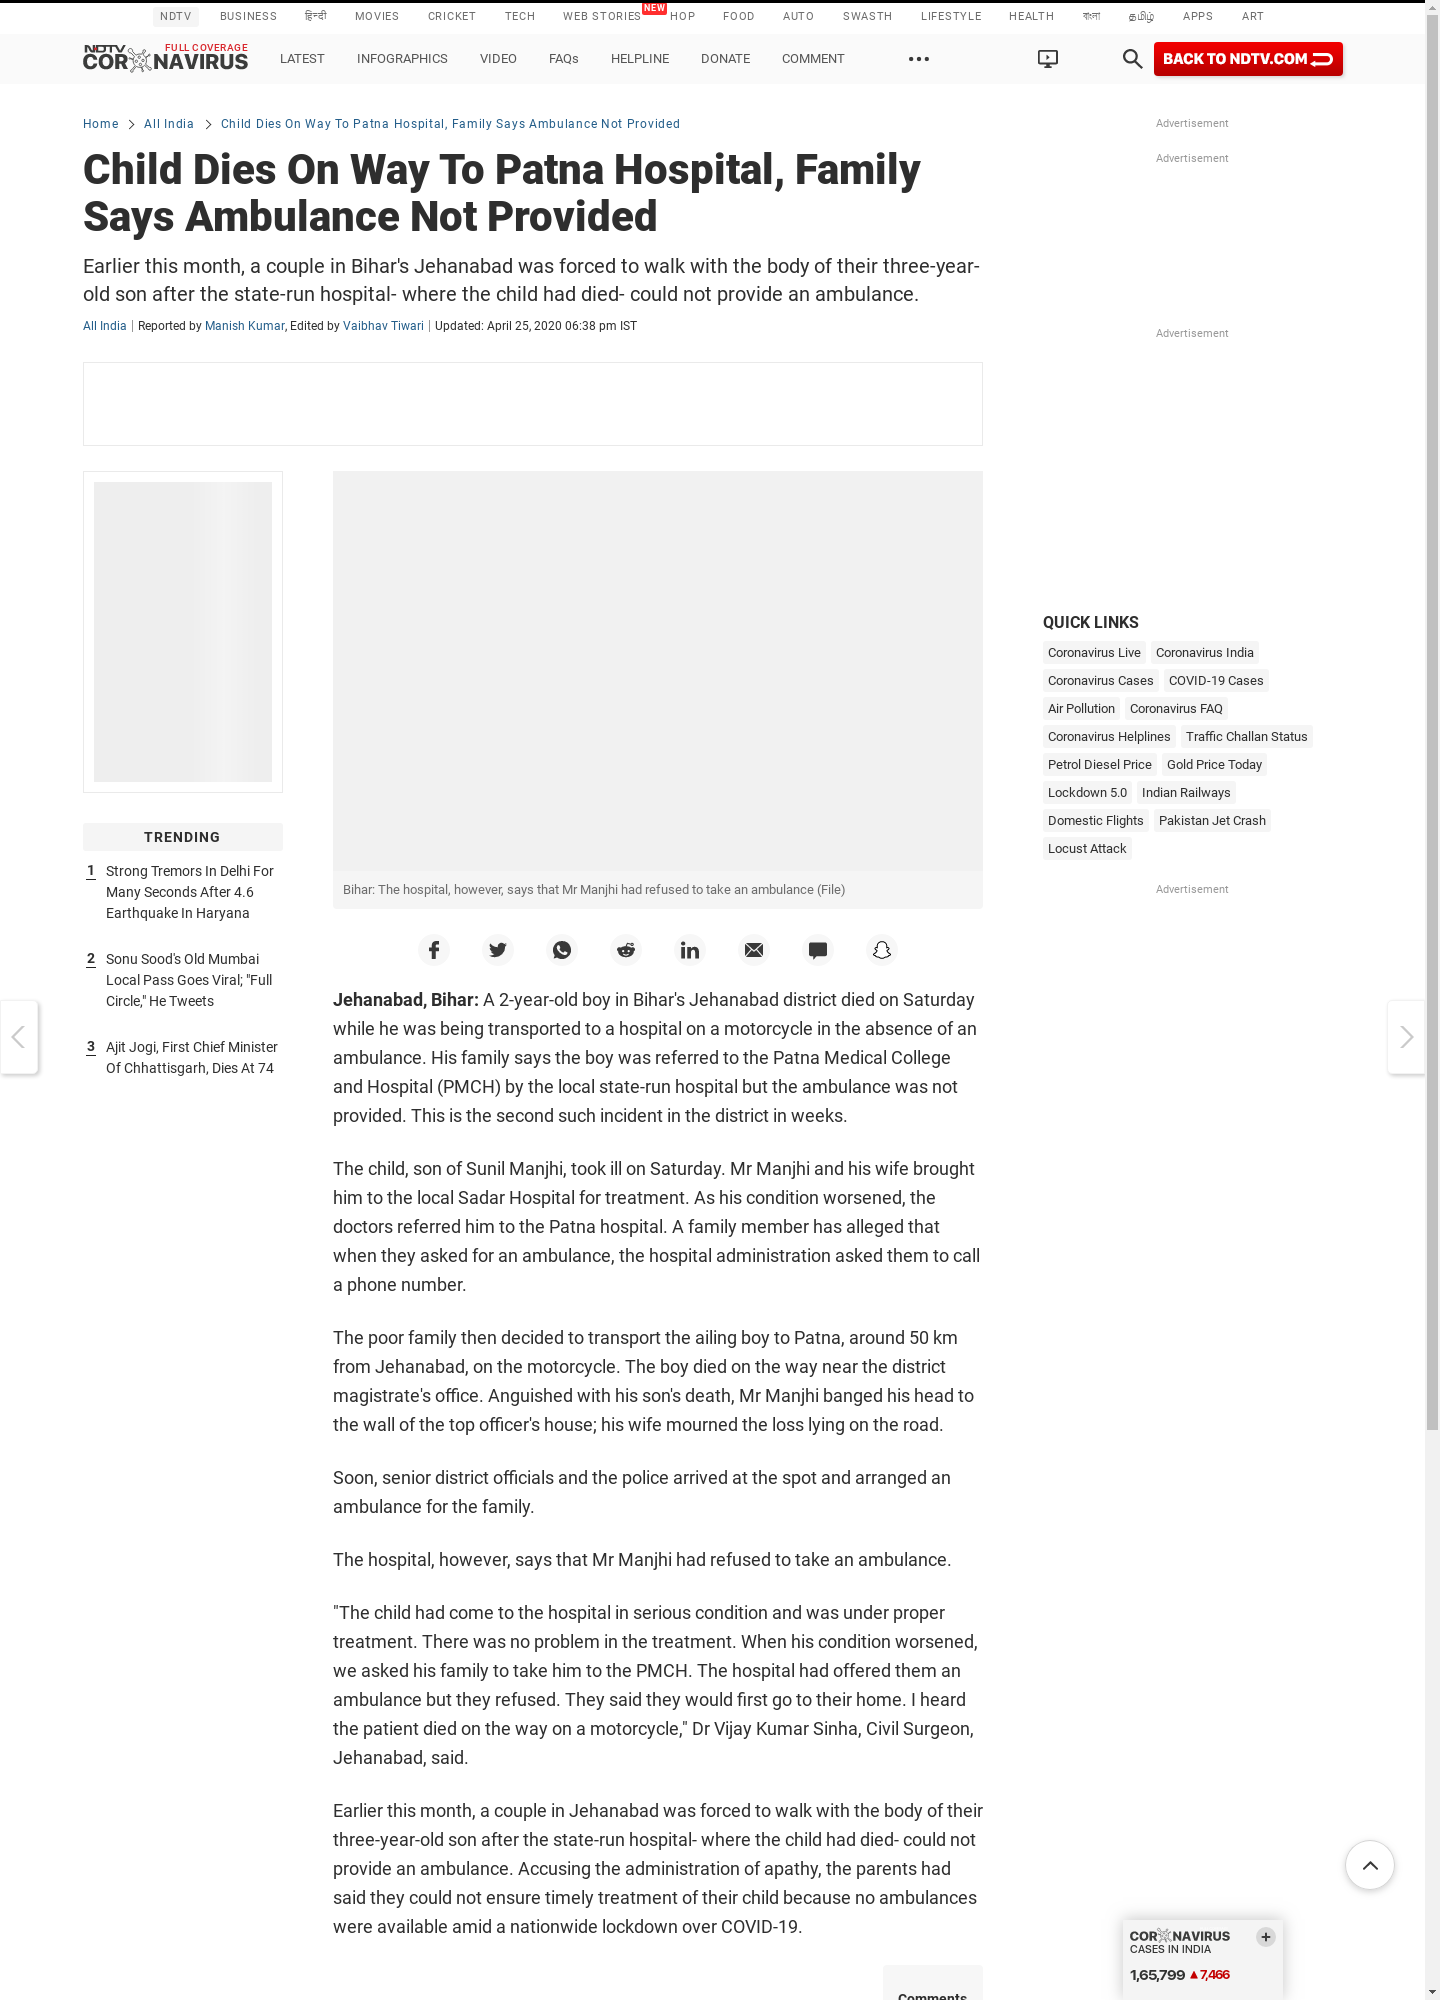 NDTV BUSINESS हिन्दी MOVIES CRICKET TECH WEB STORIES NEW HOP FOOD AUTO SWASTH LIFESTYLE HEALTH বাংলা தமிழ் APPS ART
NDTV FULL COVERAGE
CORONAVIRUS
LATEST INFOGRAPHICS VIDEO FAQs HELPLINE DONATE COMMENT
BACK TO NDTV.COM
Home All India Child Dies On Way To Patna Hospital, Family Says Ambulance Not Provided
Child Dies On Way To Patna Hospital, Family
Says Ambulance Not Provided
Earlier this month, a couple in Bihar's Jehanabad was forced to walk with the body of their three-year-
old son after the state-run hospital- where the child had died- could not provide an ambulance.
All India | Reported by Manish Kumar, Edited by Vaibhav Tiwari | Updated: April 25, 2020 06:38 pm IST
TRENDING
1 Strong Tremors In Delhi For
Many Seconds After 4.6
Earthquake In Haryana
2 Sonu Sood's Old Mumbai
Local Pass Goes Viral; "Full
Circle," He Tweets
3 Ajit Jogi, First Chief Minister
Of Chhattisgarh, Dies At 74
Bihar: The hospital, however, says that Mr Manjhi had refused to take an ambulance (File)
Jehanabad, Bihar: A 2-year-old boy in Bihar's Jehanabad district died on Saturday
while he was being transported to a hospital on a motorcycle in the absence of an
ambulance. His family says the boy was referred to the Patna Medical College
and Hospital (PMCH) by the local state-run hospital but the ambulance was not
provided. This is the second such incident in the district in weeks.
The child, son of Sunil Manjhi, took ill on Saturday. Mr Manjhi and his wife brought
him to the local Sadar Hospital for treatment. As his condition worsened, the
doctors referred him to the Patna hospital. A family member has alleged that
when they asked for an ambulance, the hospital administration asked them to call
a phone number.
The poor family then decided to transport the ailing boy to Patna, around 50 km
from Jehanabad, on the motorcycle. The boy died on the way near the district
magistrate's office. Anguished with his son's death, Mr Manjhi banged his head to
the wall of the top officer's house; his wife mourned the loss lying on the road.
Soon, senior district officials and the police arrived at the spot and arranged an
ambulance for the family.
The hospital, however, says that Mr Manjhi had refused to take an ambulance.
"The child had come to the hospital in serious condition and was under proper
treatment. There was no problem in the treatment. When his condition worsened,
we asked his family to take him to the PMCH. The hospital had offered them an
ambulance but they refused. They said they would first go to their home. I heard
the patient died on the way on a motorcycle," Dr Vijay Kumar Sinha, Civil Surgeon,
Jehanabad, said.
Earlier this month, a couple in Jehanabad was forced to walk with the body of their
three-year-old son after the state-run hospital- where the child had died- could not
provide an ambulance. Accusing the administration of apathy, the parents had
said they could not ensure timely treatment of their child because no ambulances
were available amid a nationwide lockdown over COVID-19.
Comments
Advertisement
Advertisement
Advertisement
QUICK LINKS
Coronavirus Live Coronavirus India
Coronavirus Cases COVID-19 Cases
Air Pollution Coronavirus FAQ
Coronavirus Helplines Traffic Challan Status
Petrol Diesel Price Gold Price Today
Lockdown 5.0 Indian Railways
Domestic Flights Pakistan Jet Crash
Locust Attack
Advertisement
CORONAVIRUS
CASES IN INDIA
1,65,799 ▲7,466